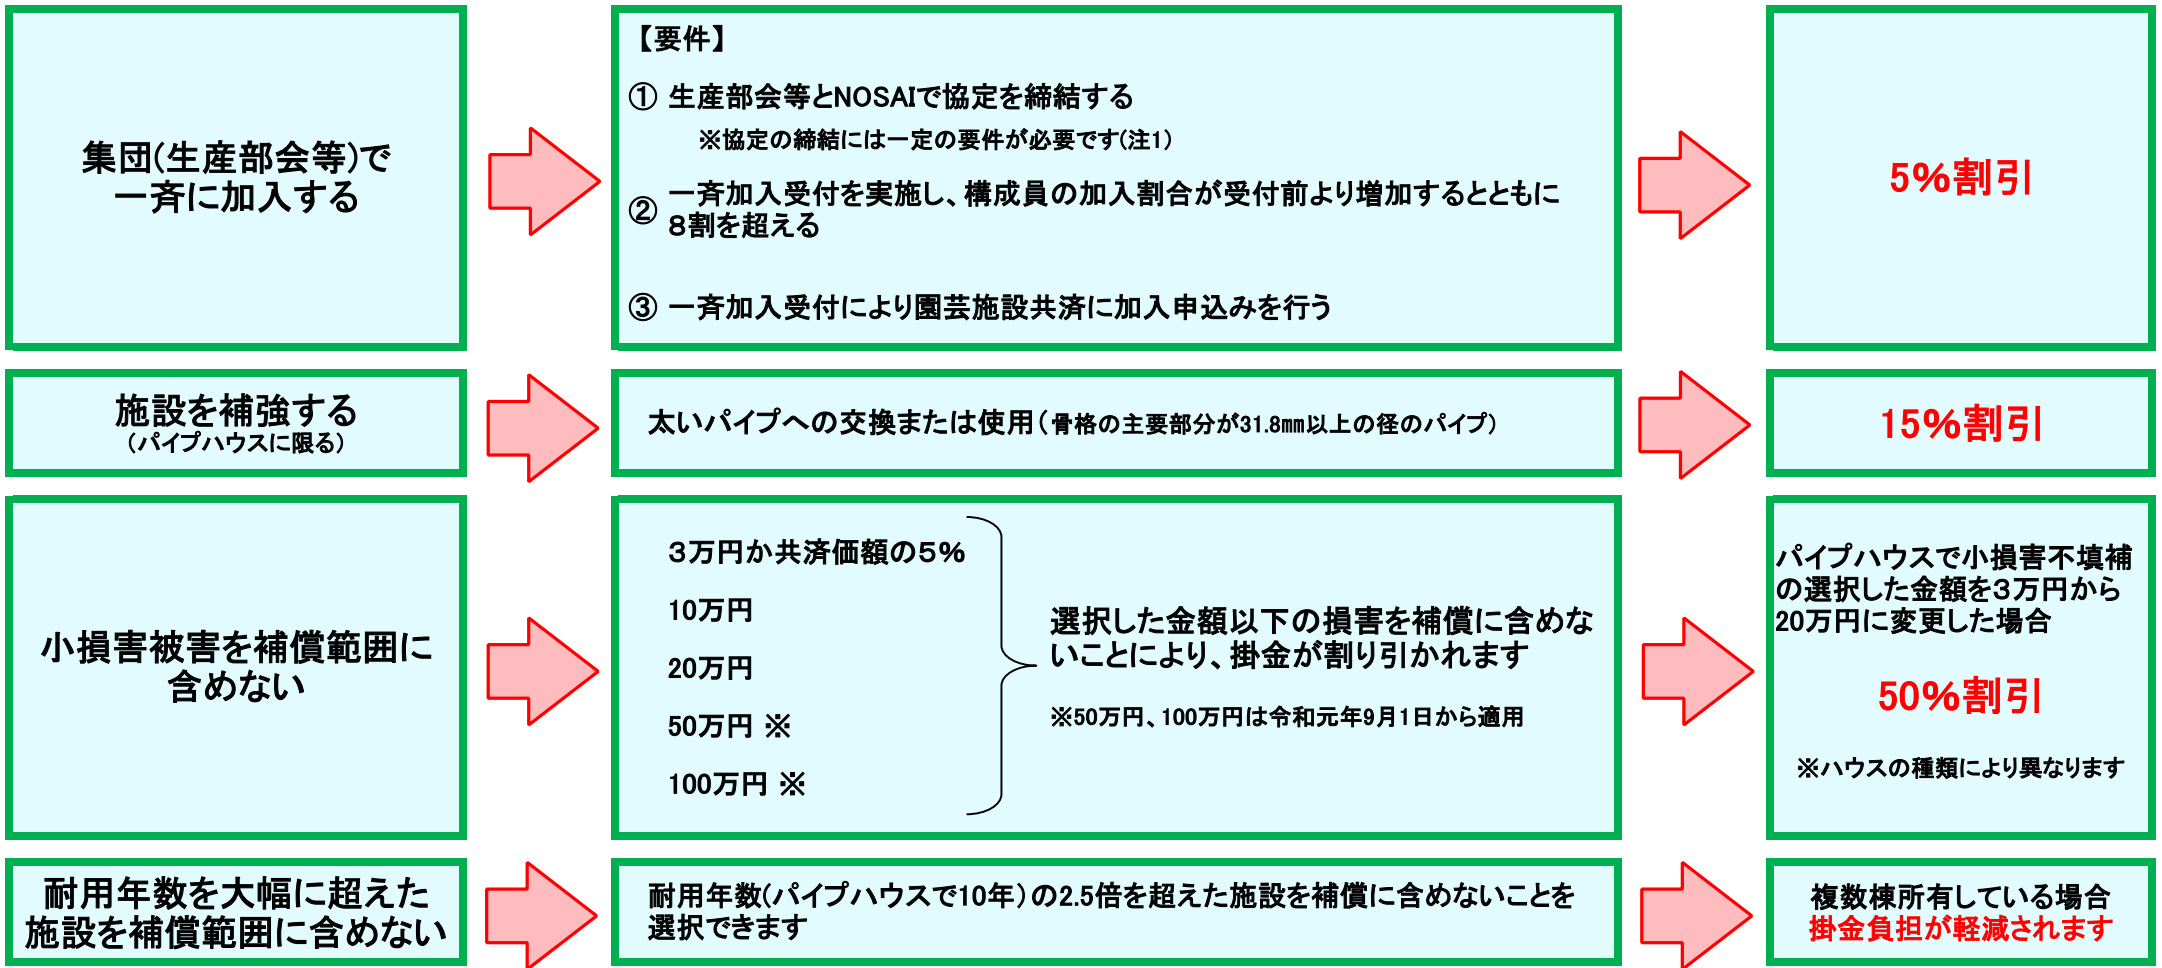 集団(生産部会等)で
一斉に加入する
【要件】
① 生産部会等とNOSAIで協定を締結する
※協定の締結には一定の要件が必要です(注1)
② 一斉加入受付を実施し、構成員の加入割合が受付前より増加するとともに
８割を超える
③ 一斉加入受付により園芸施設共済に加入申込みを行う
5%割引
施設を補強する
(パイプハウスに限る)
太いパイプへの交換または使用(骨格の主要部分が31.8㎜以上の径のパイプ)
15%割引
小損害被害を補償範囲に
含めない
３万円か共済価額の５%
10万円
20万円
50万円 ※
100万円 ※
選択した金額以下の損害を補償に含めな
いことにより、掛金が割り引かれます
※50万円、100万円は令和元年9月1日から適用
パイプハウスで小損害不填補
の選択した金額を３万円から
20万円に変更した場合
50%割引
※ハウスの種類により異なります
耐用年数を大幅に超えた
施設を補償範囲に含めない
耐用年数(パイプハウスで10年)の2.5倍を超えた施設を補償に含めないことを
選択できます
複数棟所有している場合
掛金負担が軽減されます